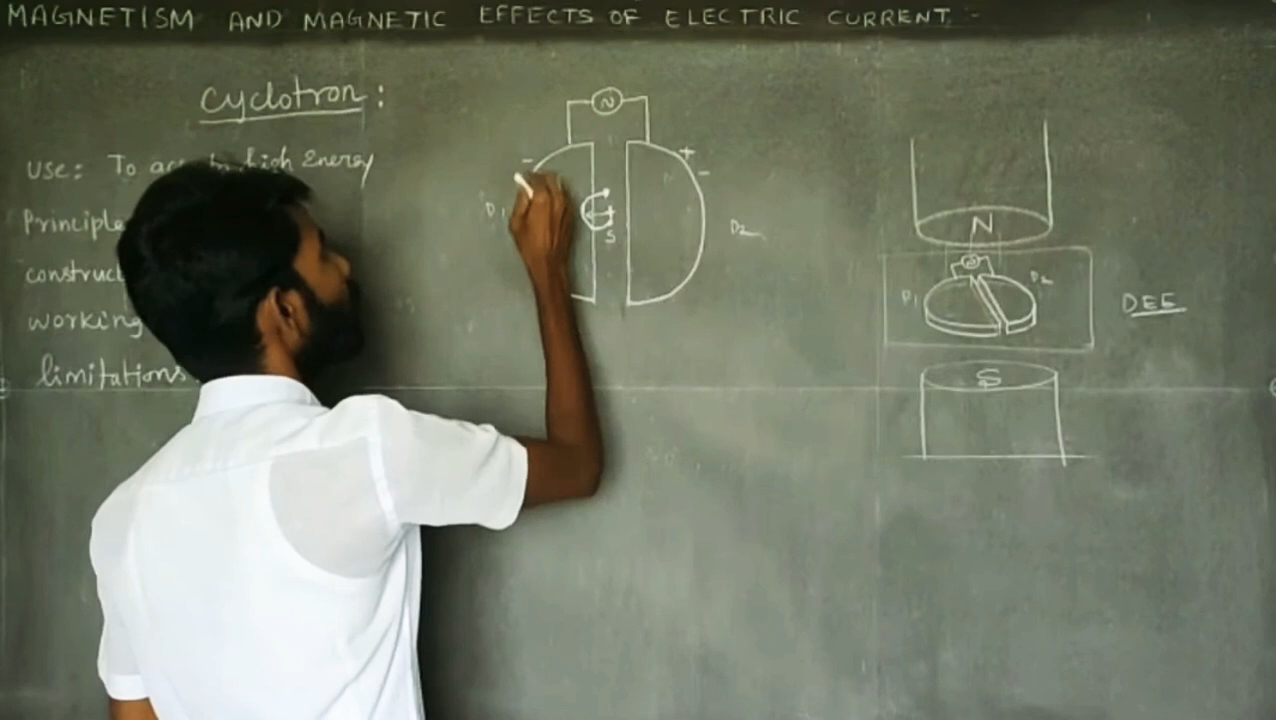 MAGNETISM AND MAGNETIC EFFECTS OF ELECTRIC CURRENT -
Cyclotron:
Use: To high Energy
Principle
construct
working
limitations
N
- + -
D1 S D2
N
D1 D2
DEE
S